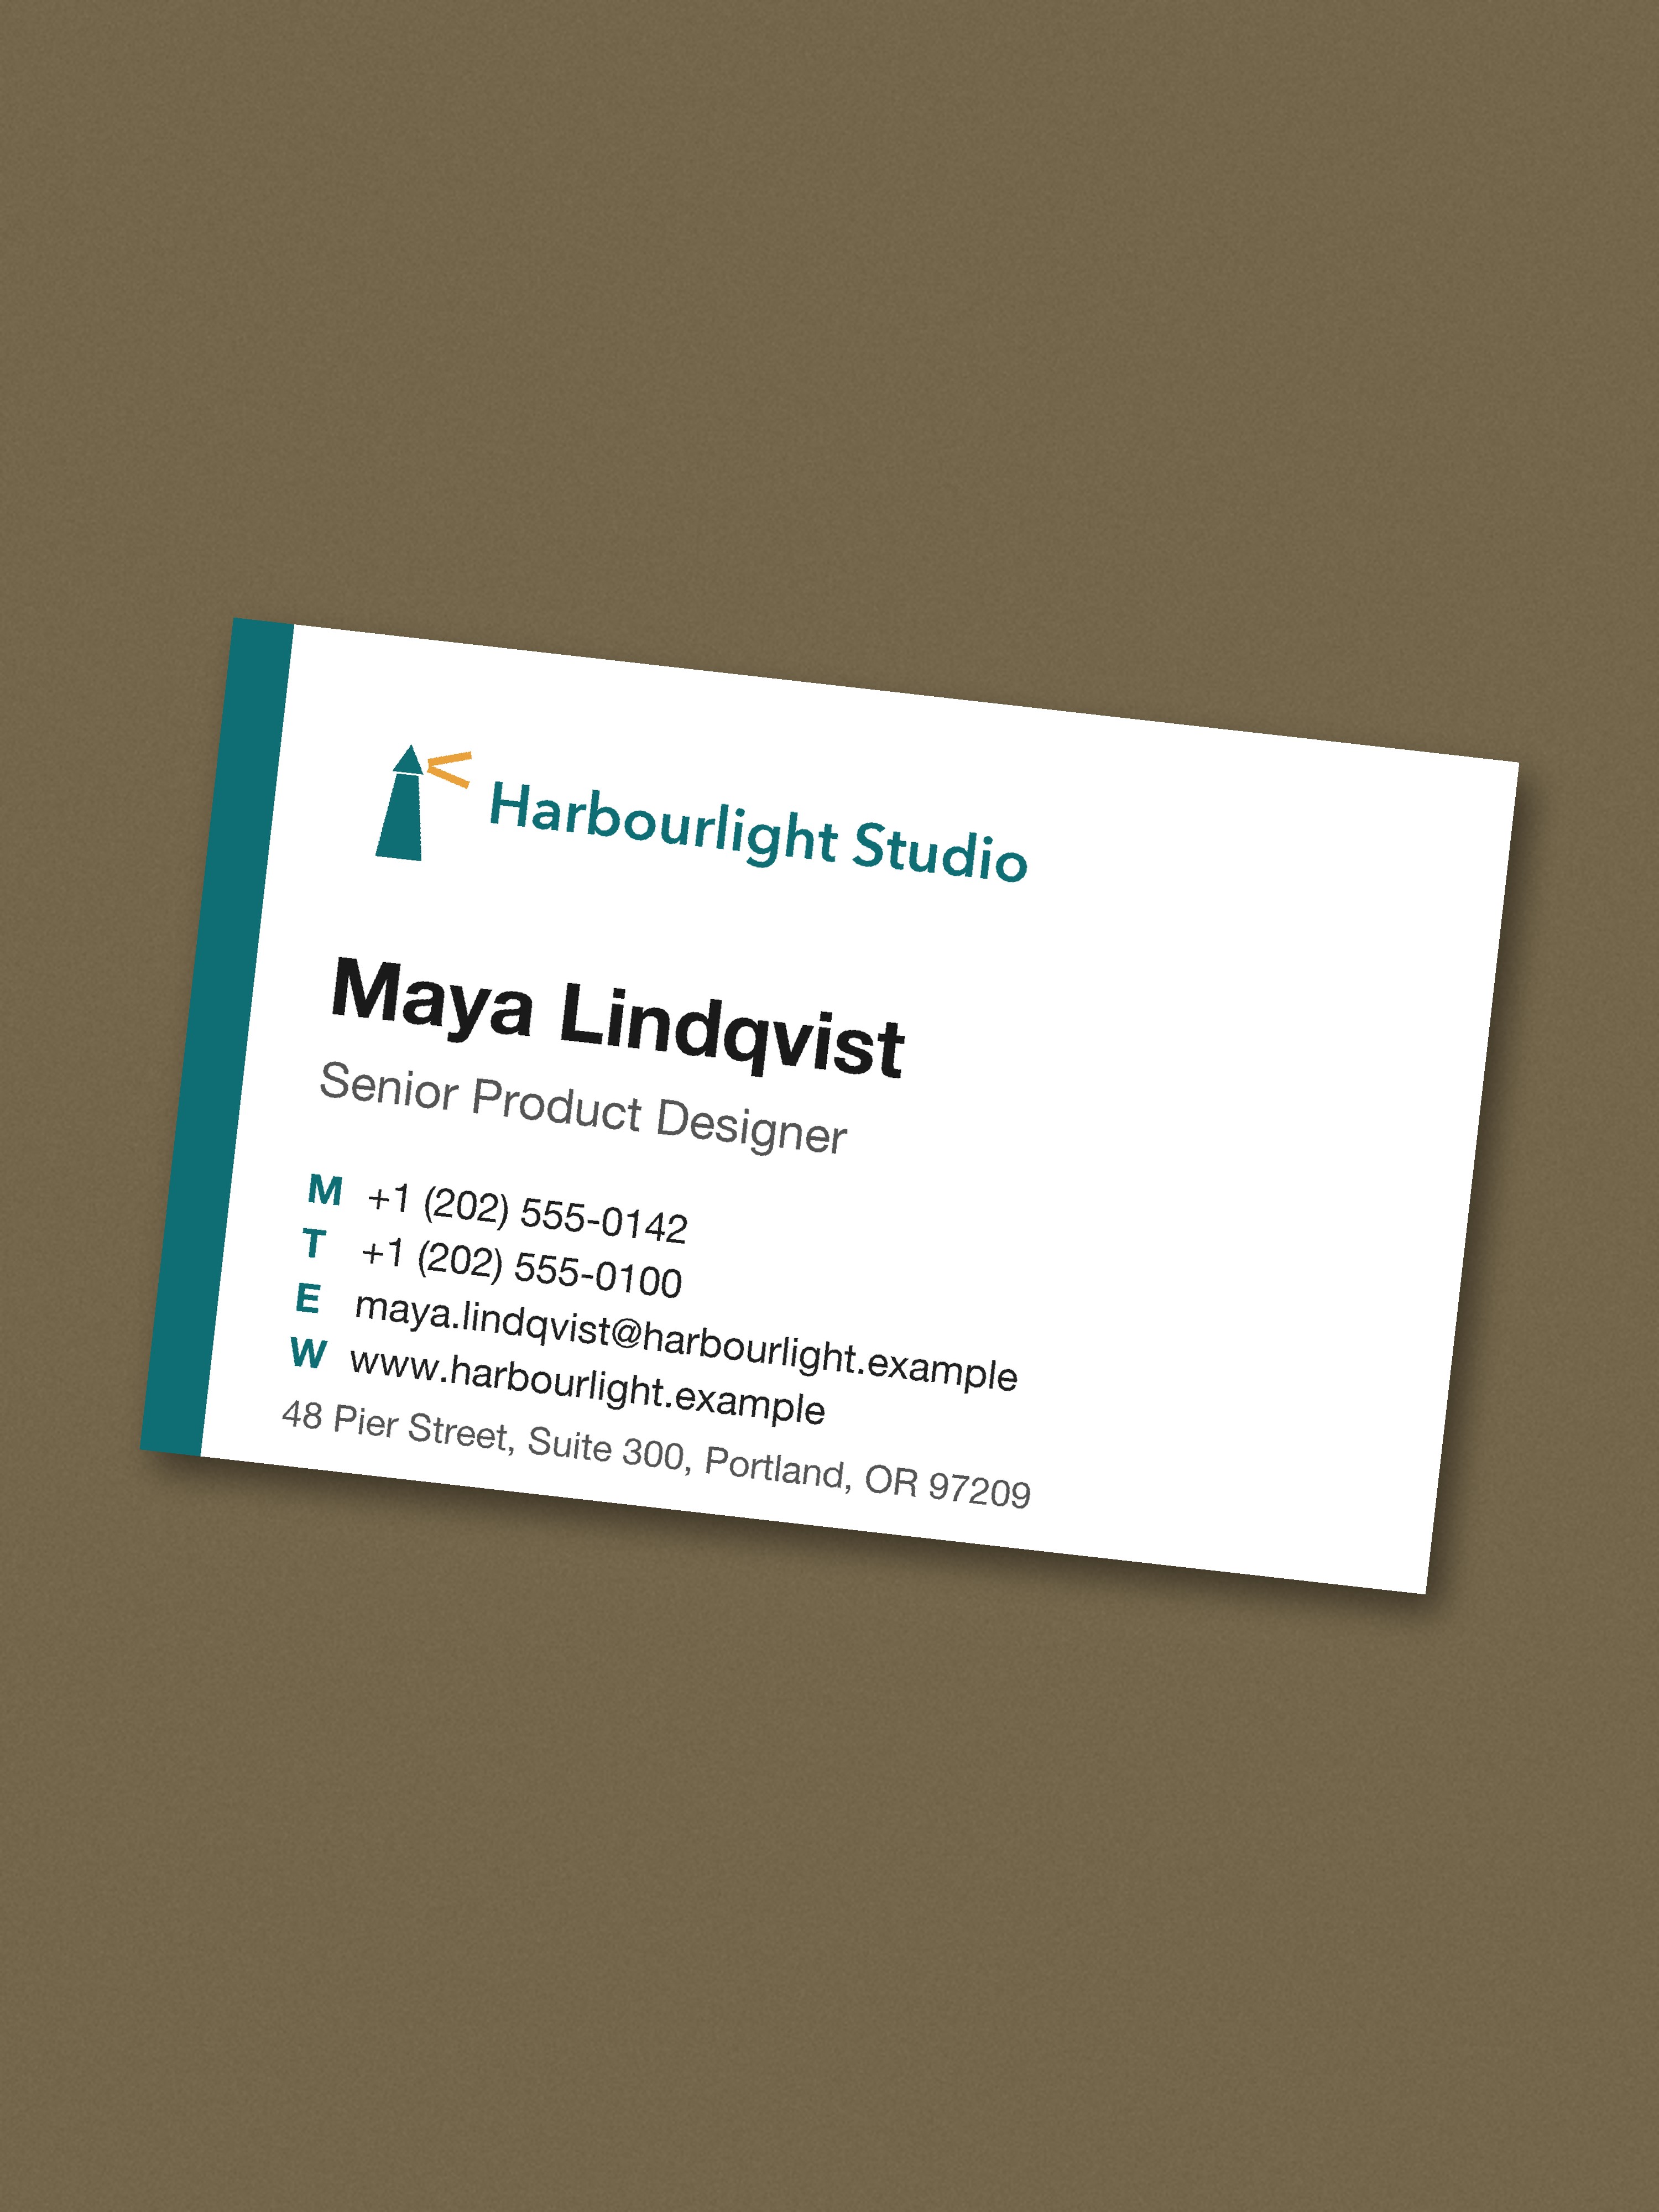 Harbourlight Studio
Maya Lindqvist
Senior Product Designer
M +1 (202) 555-0142
T +1 (202) 555-0100
E maya.lindqvist@harbourlight.example
W www.harbourlight.example
48 Pier Street, Suite 300, Portland, OR 97209